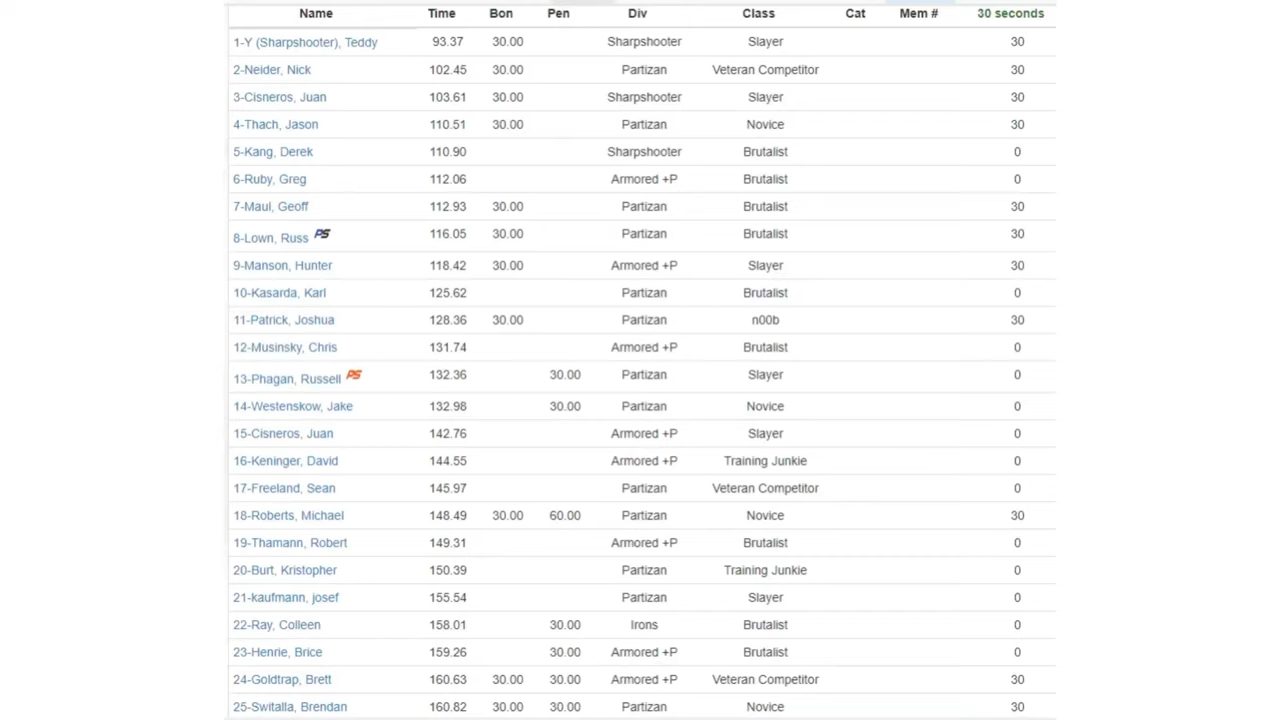 Name Time Bon Pen Div Class Cat Mem # 30 seconds
1-Y (Sharpshooter), Teddy 93.37 30.00 Sharpshooter Slayer 30
2-Neider, Nick 102.45 30.00 Partizan Veteran Competitor 30
3-Cisneros, Juan 103.61 30.00 Sharpshooter Slayer 30
4-Thach, Jason 110.51 30.00 Partizan Novice 30
5-Kang, Derek 110.90 Sharpshooter Brutalist 0
6-Ruby, Greg 112.06 Armored +P Brutalist 0
7-Maul, Geoff 112.93 30.00 Partizan Brutalist 30
8-Lown, Russ PS 116.05 30.00 Partizan Brutalist 30
9-Manson, Hunter 118.42 30.00 Armored +P Slayer 30
10-Kasarda, Karl 125.62 Partizan Brutalist 0
11-Patrick, Joshua 128.36 30.00 Partizan n00b 30
12-Musinsky, Chris 131.74 Armored +P Brutalist 0
13-Phagan, Russell PS 132.36 30.00 Partizan Slayer 0
14-Westenskow, Jake 132.98 30.00 Partizan Novice 0
15-Cisneros, Juan 142.76 Armored +P Slayer 0
16-Keninger, David 144.55 Armored +P Training Junkie 0
17-Freeland, Sean 145.97 Partizan Veteran Competitor 0
18-Roberts, Michael 148.49 30.00 60.00 Partizan Novice 30
19-Thamann, Robert 149.31 Armored +P Brutalist 0
20-Burt, Kristopher 150.39 Partizan Training Junkie 0
21-kaufmann, josef 155.54 Partizan Slayer 0
22-Ray, Colleen 158.01 30.00 Irons Brutalist 0
23-Henrie, Brice 159.26 30.00 Armored +P Brutalist 0
24-Goldtrap, Brett 160.63 30.00 30.00 Armored +P Veteran Competitor 30
25-Switalla, Brendan 160.82 30.00 30.00 Partizan Novice 30